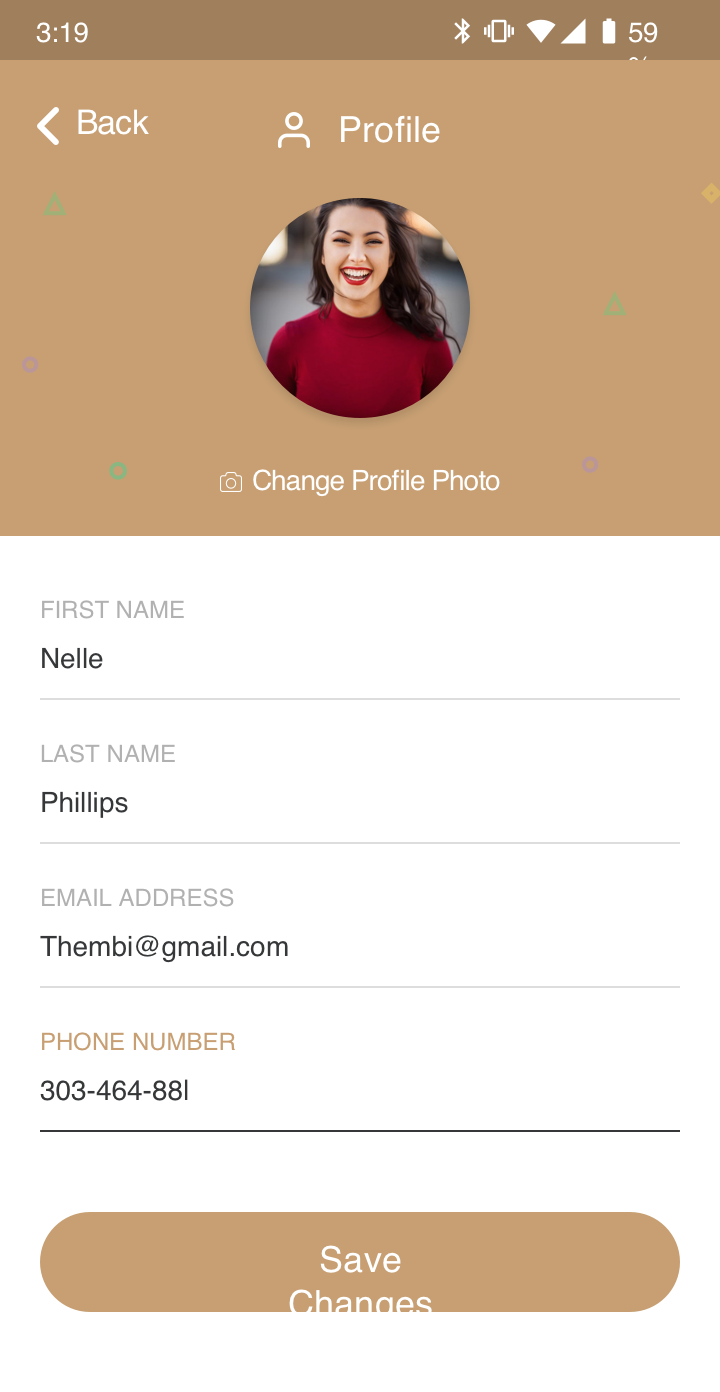 3:19
59
%
Back
Profile
Change Profile Photo
FIRST NAME
Nelle
LAST NAME
Phillips
EMAIL ADDRESS
Thembi@gmail.com
PHONE NUMBER
303-464-88l
Save
Changes